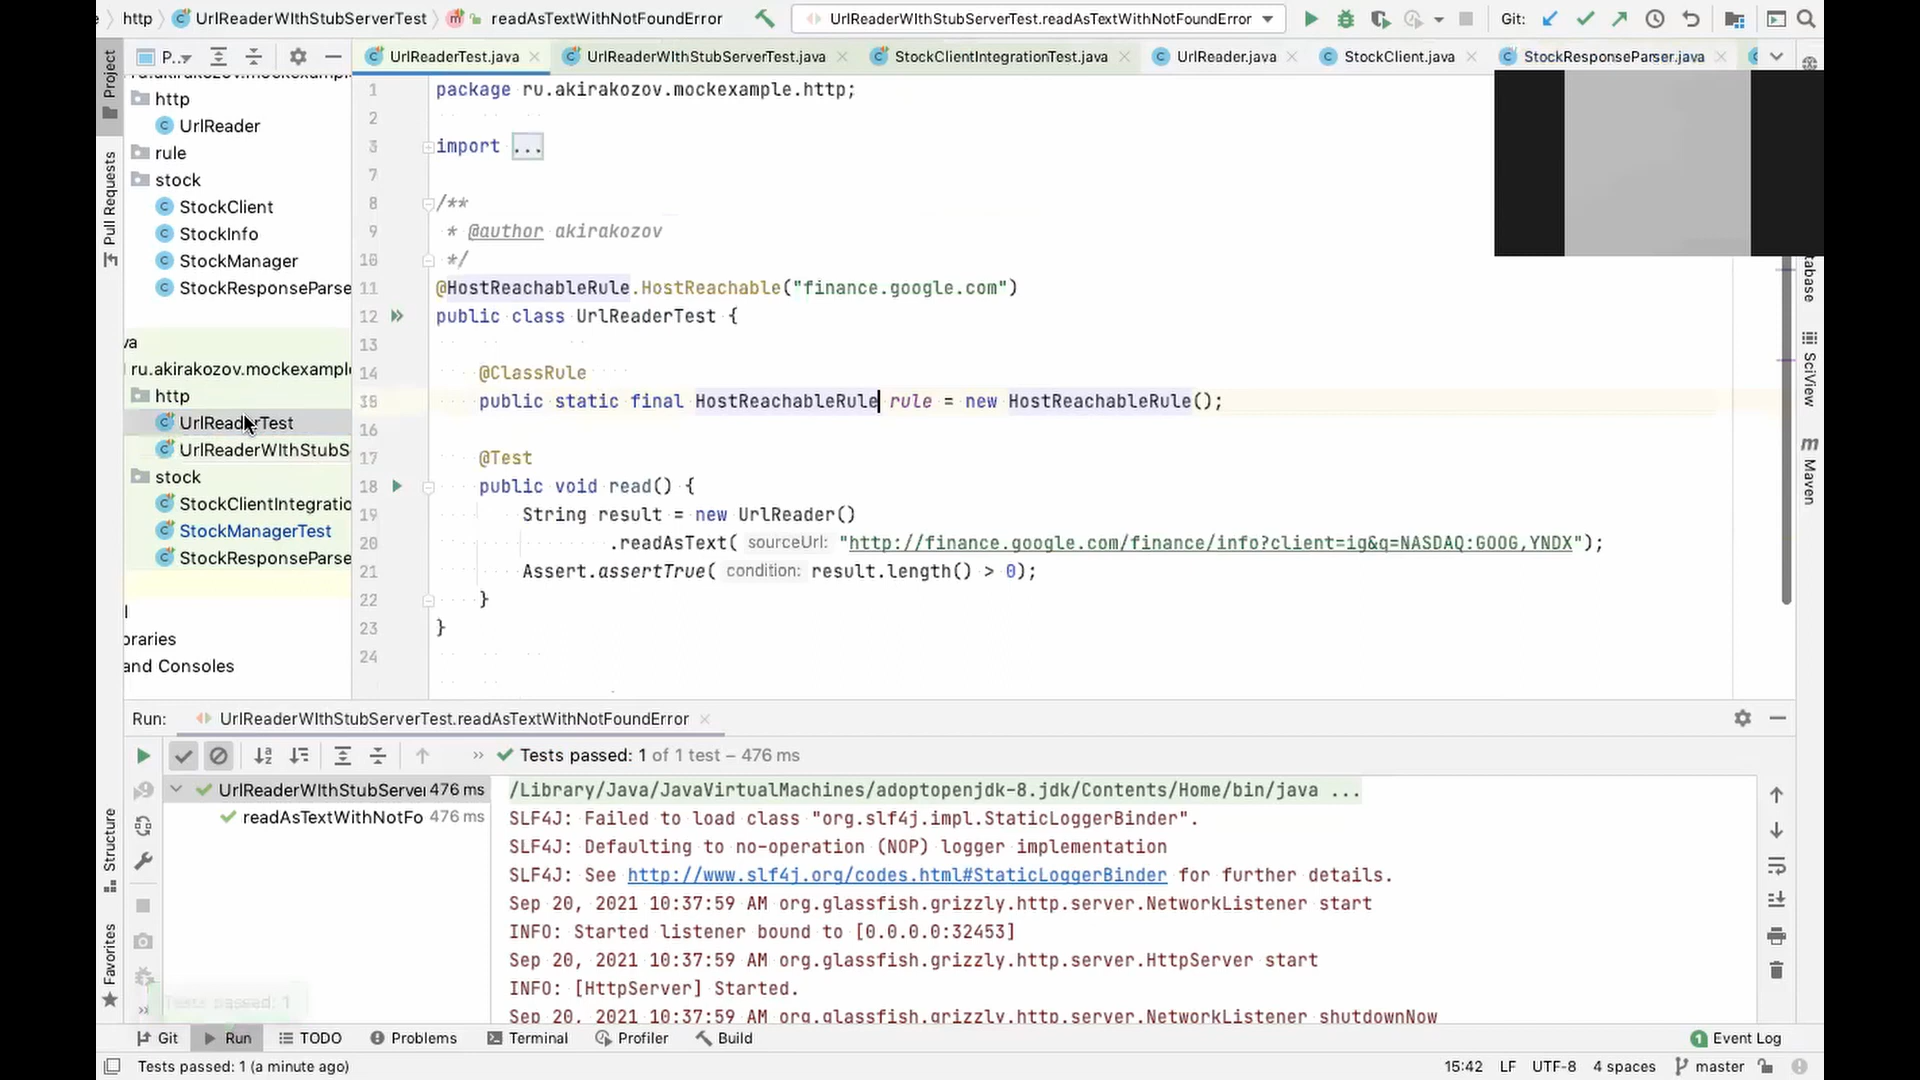 http UrlReaderWIthStubServerTest readAsTextWithNotFoundError UrlReaderWIthStubServerTest.readAsTextWithNotFoundError Git:
Project
Pull Requests
Structure
Favorites
P...
UrlReaderTest.java UrlReaderWIthStubServerTest.java StockClientIntegrationTest.java UrlReader.java StockClient.java StockResponseParser.java
ru.akirakozov.mockexample
http
UrlReader
rule
stock
StockClient
StockInfo
StockManager
StockResponseParse
va
ru.akirakozov.mockexampl
http
UrlReaderTest
UrlReaderWIthStubS
stock
StockClientIntegratio
StockManagerTest
StockResponseParse
l
braries
and Consoles
1 package ru.akirakozov.mockexample.http;
2
3 import ...
7
8 /**
9 * @author akirakozov
10 */
11 @HostReachableRule.HostReachable("finance.google.com")
12 public class UrlReaderTest {
13
14 @ClassRule
15 public static final HostReachableRule rule = new HostReachableRule();
16
17 @Test
18 public void read() {
19 String result = new UrlReader()
20 .readAsText( sourceUrl: "http://finance.google.com/finance/info?client=ig&q=NASDAQ:GOOG,YNDX");
21 Assert.assertTrue( condition: result.length() > 0);
22 }
23 }
24
tabase
SciView
m Maven
Run: UrlReaderWIthStubServerTest.readAsTextWithNotFoundError
Tests passed: 1 of 1 test – 476 ms
UrlReaderWIthStubServer 476 ms
readAsTextWithNotFo 476 ms
/Library/Java/JavaVirtualMachines/adoptopenjdk-8.jdk/Contents/Home/bin/java ...
SLF4J: Failed to load class "org.slf4j.impl.StaticLoggerBinder".
SLF4J: Defaulting to no-operation (NOP) logger implementation
SLF4J: See http://www.slf4j.org/codes.html#StaticLoggerBinder for further details.
Sep 20, 2021 10:37:59 AM org.glassfish.grizzly.http.server.NetworkListener start
INFO: Started listener bound to [0.0.0.0:32453]
Sep 20, 2021 10:37:59 AM org.glassfish.grizzly.http.server.HttpServer start
INFO: [HttpServer] Started.
Sep 20, 2021 10:37:59 AM org.glassfish.grizzly.http.server.NetworkListener shutdownNow
Tests passed: 1
Git Run TODO Problems Terminal Profiler Build 1 Event Log
Tests passed: 1 (a minute ago) 15:42 LF UTF-8 4 spaces master